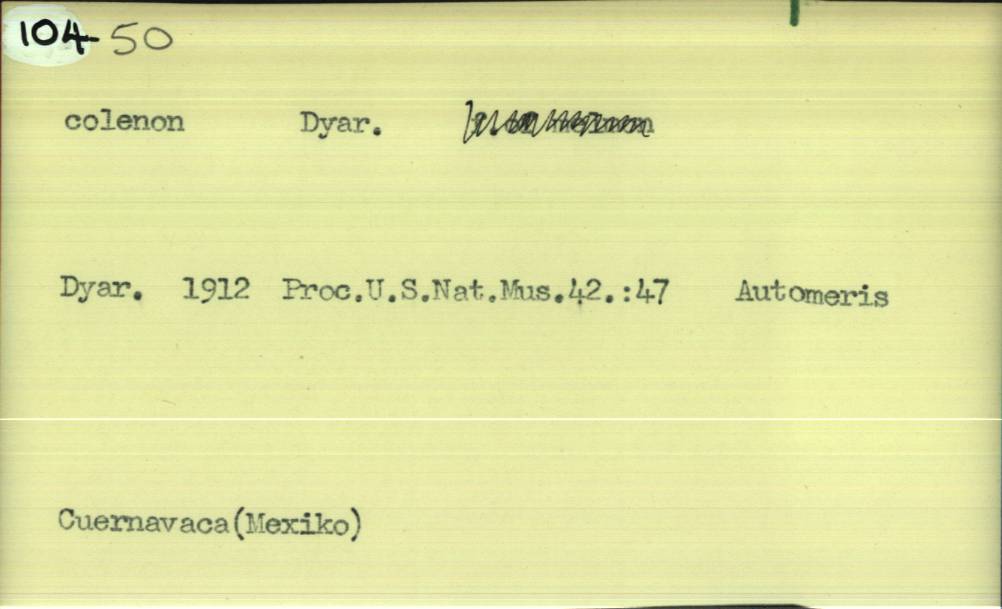 104-50
colenon Dyar.
Dyar. 1912 Proc.U.S.Nat.Mus.42.:47 Automeris
Cuernavaca(Mexiko)